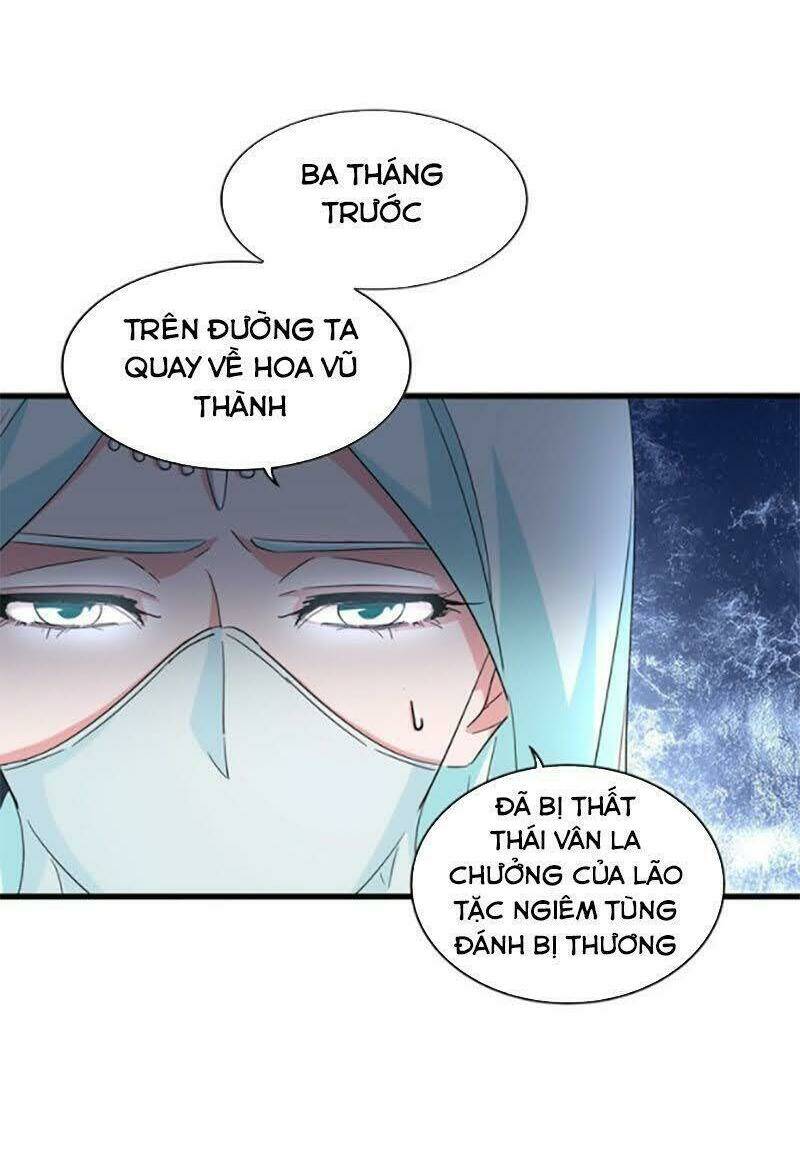 BA THÁNG
TRƯỚC
TRÊN ĐƯỜNG TA
QUAY VỀ HOA VŨ
THÀNH
ĐÃ BỊ THẤT
THÁI VÂN LA
CHƯỞNG CỦA LÃO
TẶC NGIÊM TÙNG
ĐÁNH BỊ THƯƠNG